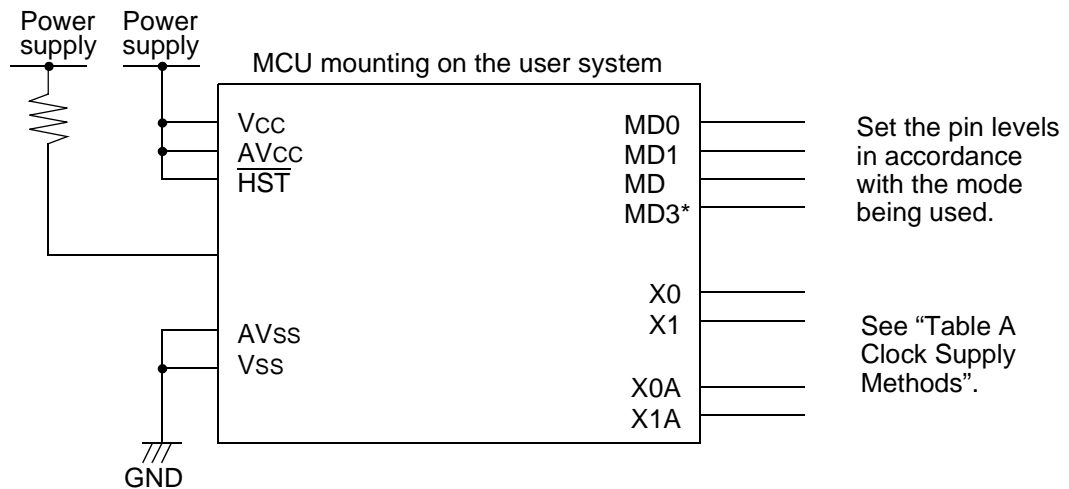 Power
supply
Power
supply
MCU mounting on the user system
VCC
AVCC
HST
AVSS
VSS
GND
MD0
MD1
MD
MD3*
X0
X1
X0A
X1A
Set the pin levels
in accordance
with the mode
being used.
See “Table A
Clock Supply
Methods”.